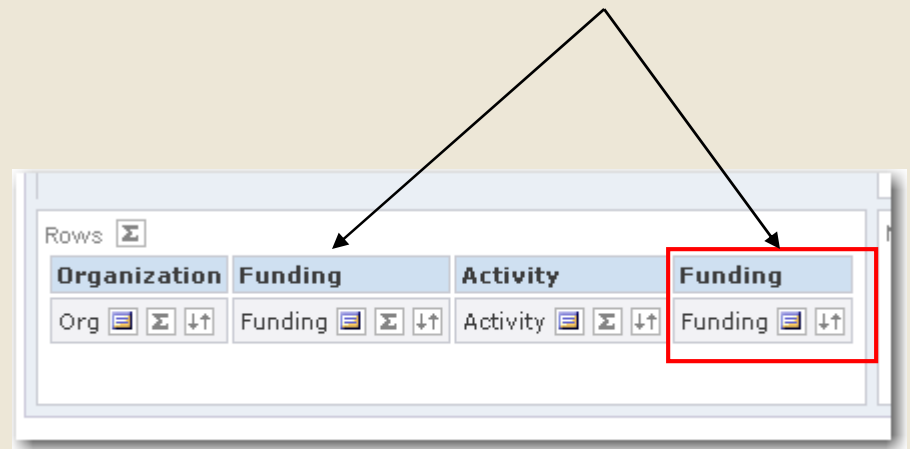 Rows Σ
Organization Funding Activity Funding
Org Σ ↓↑ Funding Σ ↓↑ Activity Σ ↓↑ Funding ↓↑